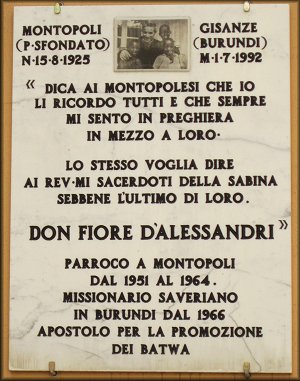 MONTOPOLI
(P·SFONDATO)
N·15·8·1925
GISANZE
(BURUNDI)
M·1·7·1992
« DICA AI MONTOPOLESI CHE IO
LI RICORDO TUTTI E CHE SEMPRE
MI SENTO IN PREGHIERA
IN MEZZO A LORO·
LO STESSO VOGLIA DIRE
AI REV·MI SACERDOTI DELLA SABINA
SEBBENE L'ULTIMO DI LORO.
DON FIORE D'ALESSANDRI »
PARROCO A MONTOPOLI
DAL 1951 AL 1964.
MISSIONARIO SAVERIANO
IN BURUNDI DAL 1966
APOSTOLO PER LA PROMOZIONE
DEI BATWA